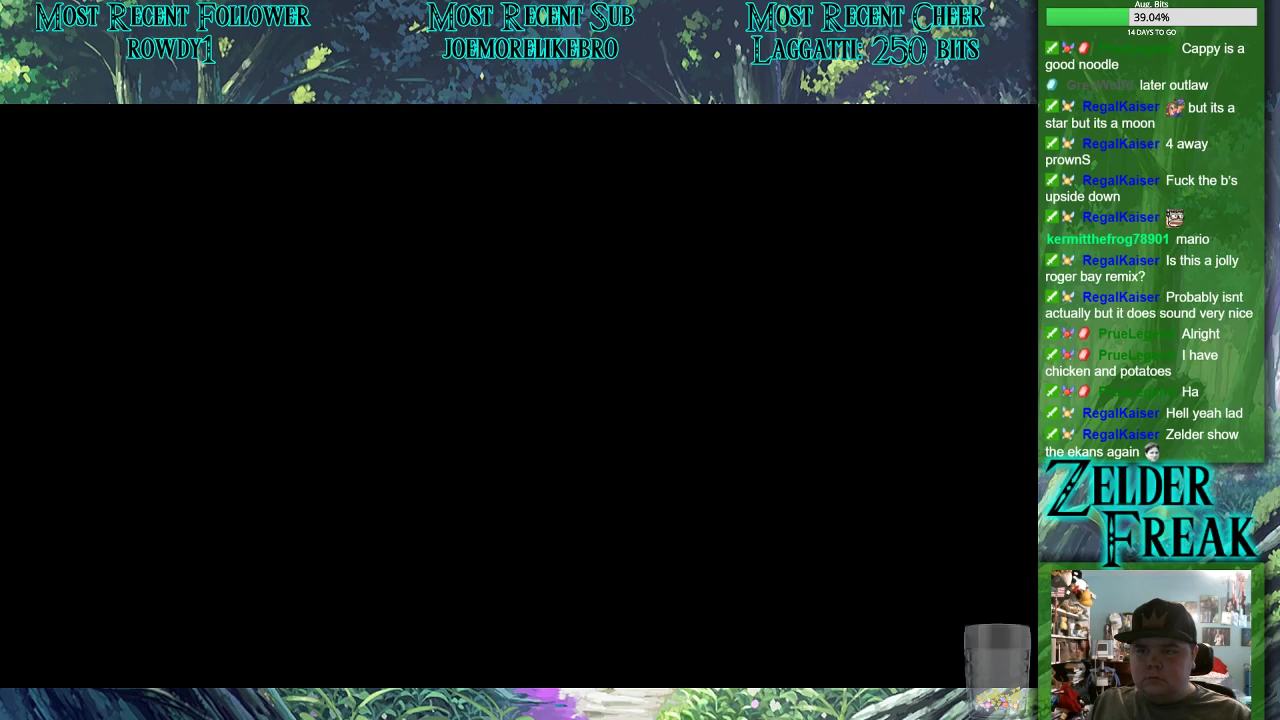 Most Recent Follower
rowdy1
Most Recent Sub
joemorelikebro
Most Recent Cheer
Laggatti: 250 bits
Aug. Bits
39.04%
14 DAYS TO GO
Cappy is a
good noodle
later outlaw
RegalKaiser but its a
star but its a moon
RegalKaiser 4 away
prownS
RegalKaiser Fuck the b's
upside down
RegalKaiser
kermitthefrog78901 mario
RegalKaiser Is this a jolly
roger bay remix?
RegalKaiser Probably isnt
actually but it does sound very nice
Alright
I have
chicken and potatoes
Ha
RegalKaiser Hell yeah lad
RegalKaiser Zelder show
the ekans again
Zelder
Freak